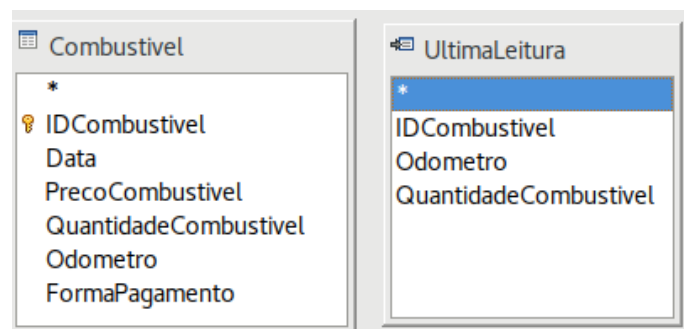 Combustivel
*
IDCombustivel
Data
PrecoCombustivel
QuantidadeCombustivel
Odometro
FormaPagamento
UltimaLeitura
*
IDCombustivel
Odometro
QuantidadeCombustivel